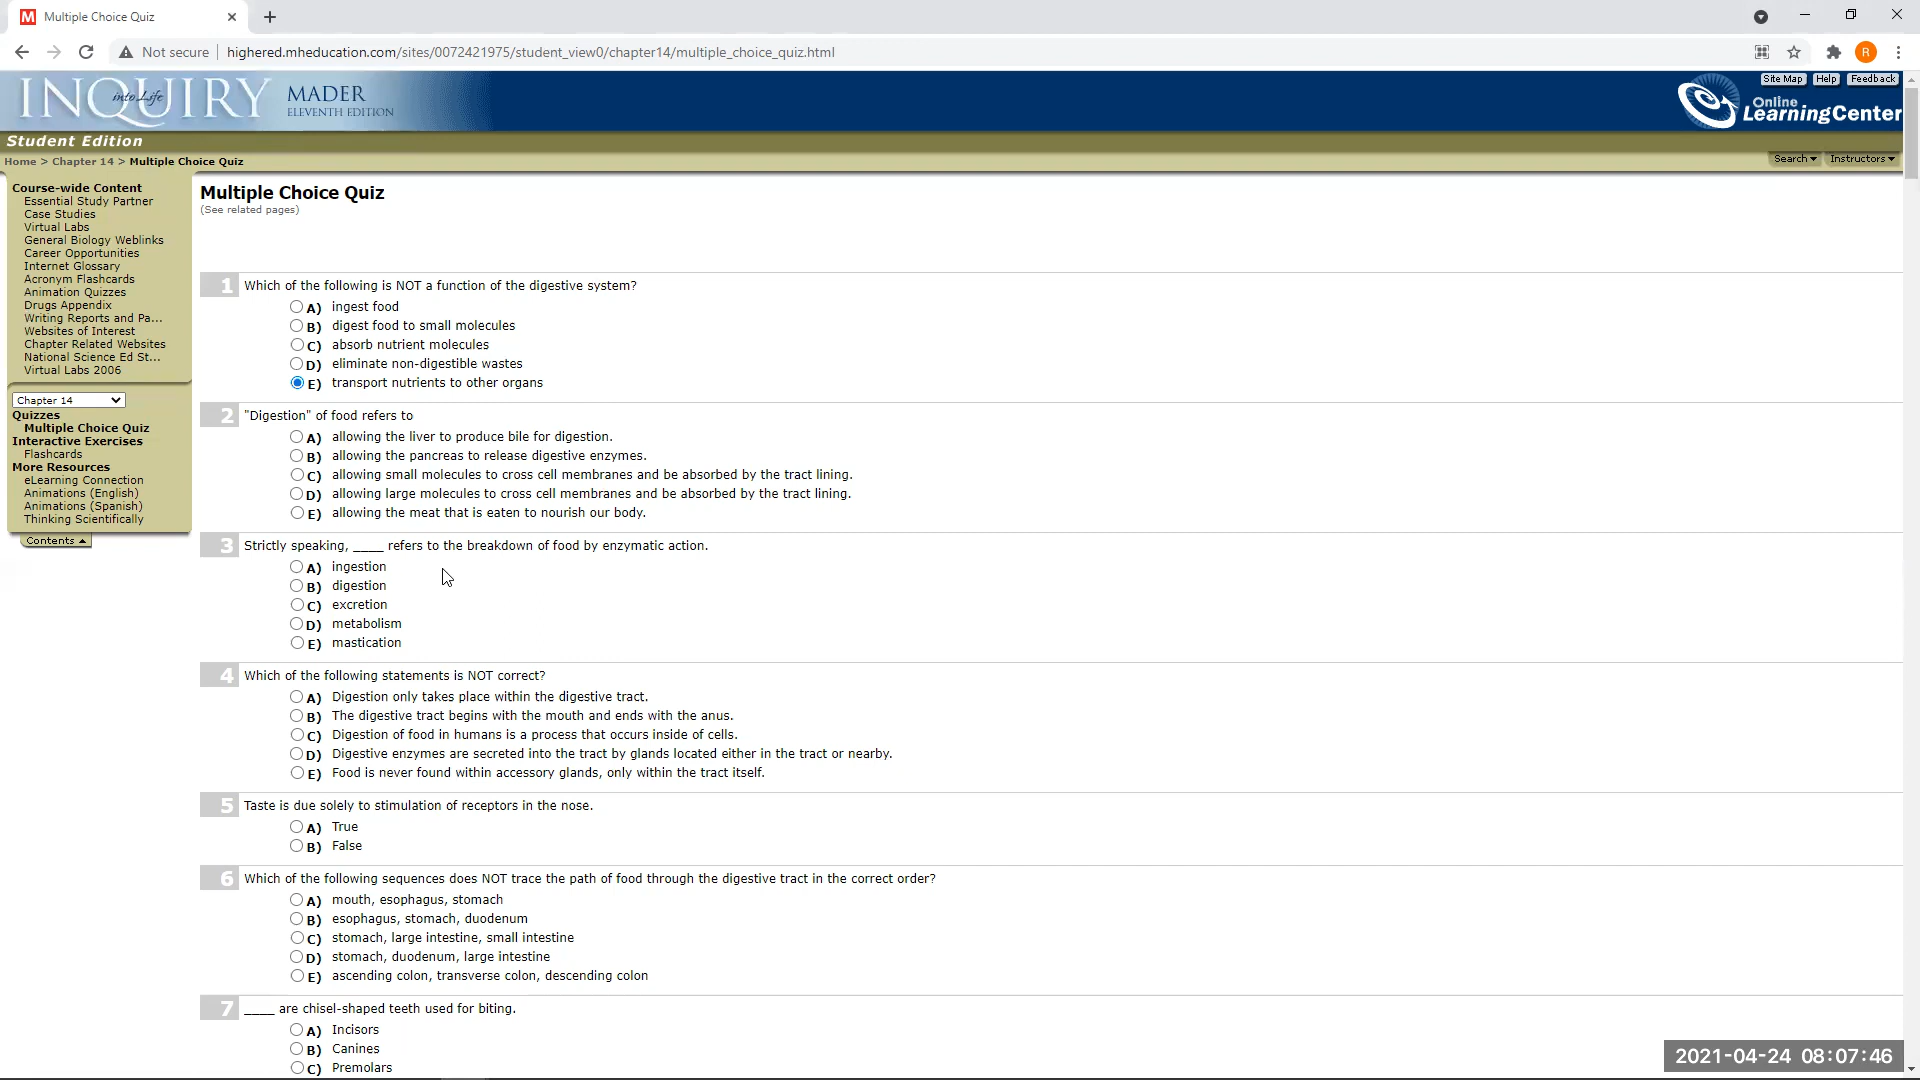 Multiple Choice Quiz
Not secure
highered.mheducation.com/sites/0072421975/student_view0/chapter14/multiple_choice_quiz.html
R
INQUIRY
into Life
MADER
ELEVENTH EDITION
Site Map
Help
Feedback
Online
LearningCenter
Student Edition
Home > Chapter 14 > Multiple Choice Quiz
Search
Instructors
Course-wide Content
Essential Study Partner
Case Studies
Virtual Labs
General Biology Weblinks
Career Opportunities
Internet Glossary
Acronym Flashcards
Animation Quizzes
Drugs Appendix
Writing Reports and Pa...
Websites of Interest
Chapter Related Websites
National Science Ed St...
Virtual Labs 2006
Chapter 14
Quizzes
Multiple Choice Quiz
Interactive Exercises
Flashcards
More Resources
eLearning Connection
Animations (English)
Animations (Spanish)
Thinking Scientifically
Contents
Multiple Choice Quiz
(See related pages)
1 Which of the following is NOT a function of the digestive system?
A) ingest food
B) digest food to small molecules
C) absorb nutrient molecules
D) eliminate non-digestible wastes
E) transport nutrients to other organs
2 "Digestion" of food refers to
A) allowing the liver to produce bile for digestion.
B) allowing the pancreas to release digestive enzymes.
C) allowing small molecules to cross cell membranes and be absorbed by the tract lining.
D) allowing large molecules to cross cell membranes and be absorbed by the tract lining.
E) allowing the meat that is eaten to nourish our body.
3 Strictly speaking, ____ refers to the breakdown of food by enzymatic action.
A) ingestion
B) digestion
C) excretion
D) metabolism
E) mastication
4 Which of the following statements is NOT correct?
A) Digestion only takes place within the digestive tract.
B) The digestive tract begins with the mouth and ends with the anus.
C) Digestion of food in humans is a process that occurs inside of cells.
D) Digestive enzymes are secreted into the tract by glands located either in the tract or nearby.
E) Food is never found within accessory glands, only within the tract itself.
5 Taste is due solely to stimulation of receptors in the nose.
A) True
B) False
6 Which of the following sequences does NOT trace the path of food through the digestive tract in the correct order?
A) mouth, esophagus, stomach
B) esophagus, stomach, duodenum
C) stomach, large intestine, small intestine
D) stomach, duodenum, large intestine
E) ascending colon, transverse colon, descending colon
7 ____ are chisel-shaped teeth used for biting.
A) Incisors
B) Canines
C) Premolars
2021-04-24 08:07:46